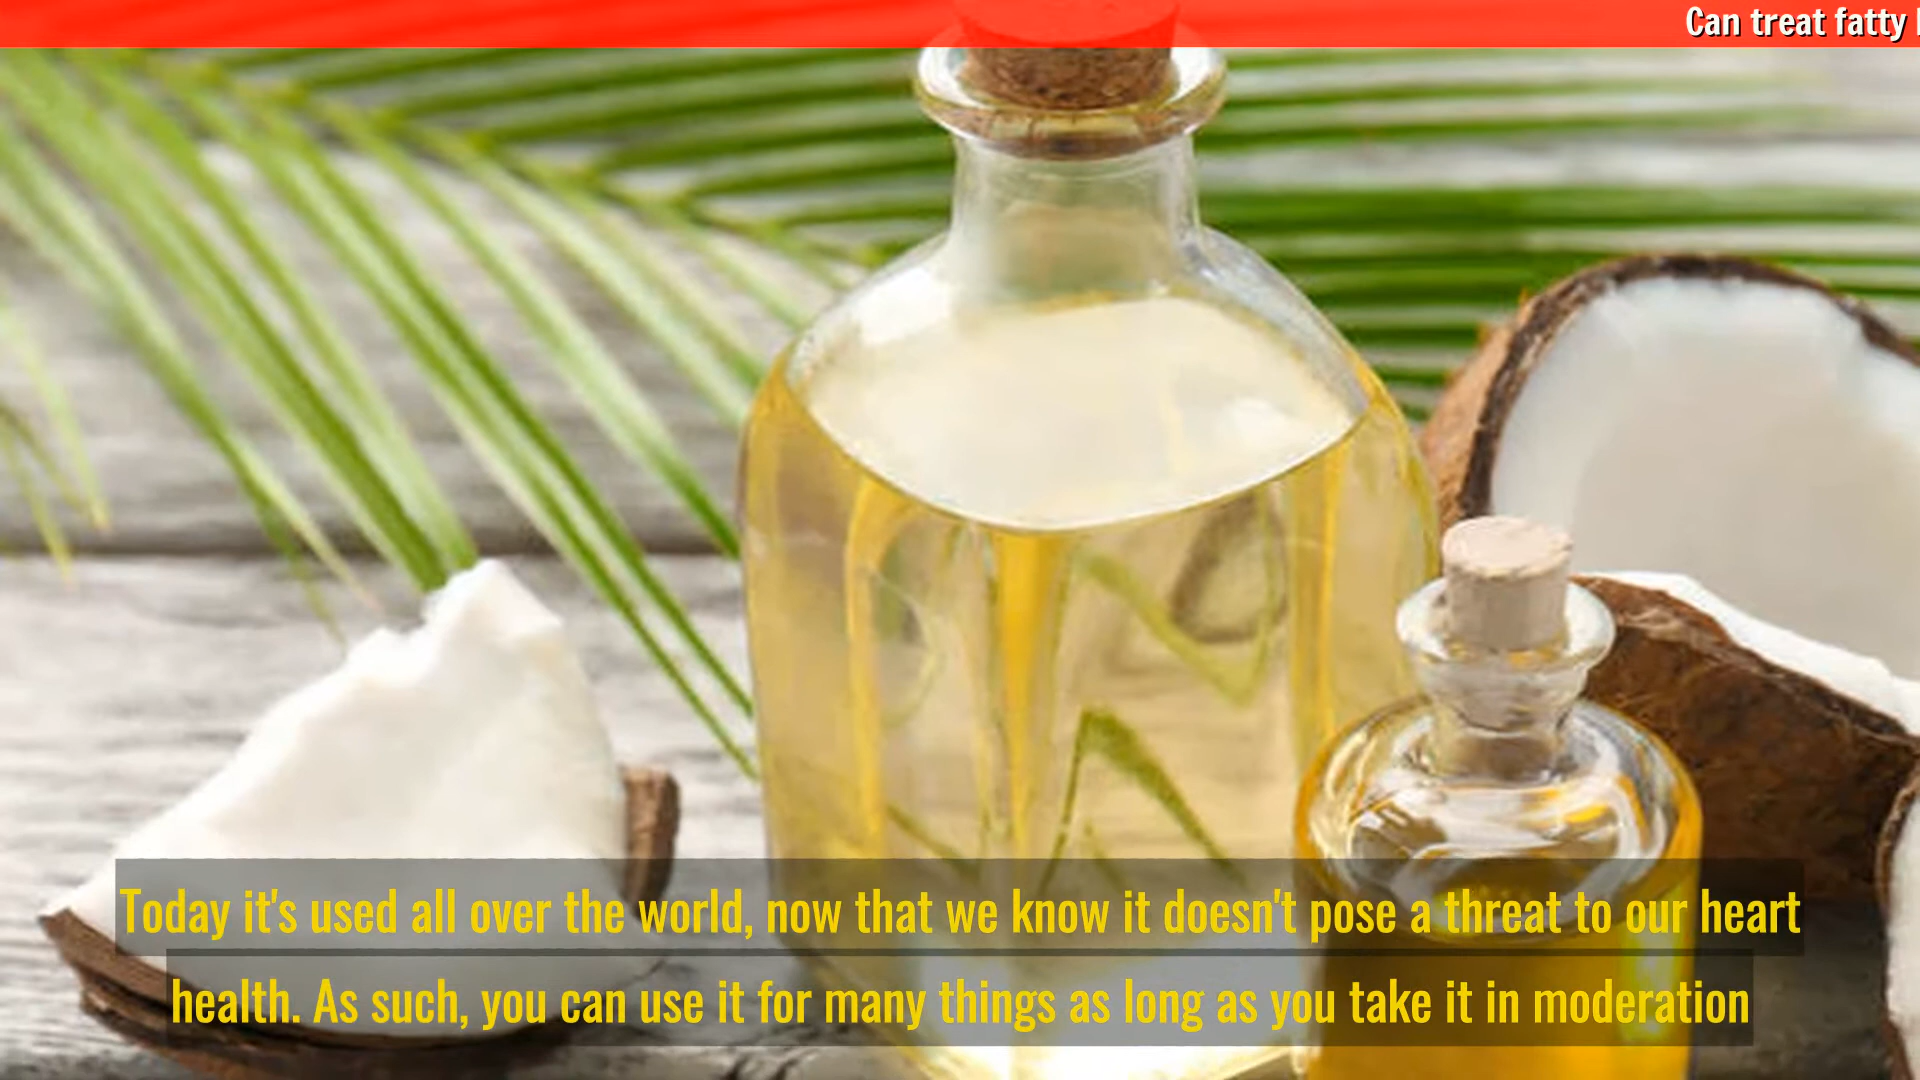 Can treat fatty
Today it's used all over the world, now that we know it doesn't pose a threat to our heart
health. As such, you can use it for many things as long as you take it in moderation